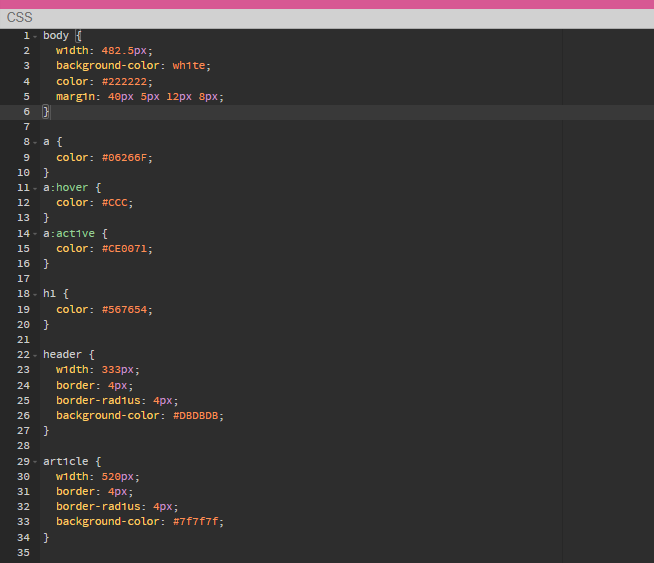 CSS
1 body {
2 width: 482.5px;
3 background-color: white;
4 color: #222222;
5 margin: 40px 5px 12px 8px;
6 }
7
8 a {
9 color: #06266F;
10 }
11 a:hover {
12 color: #CCC;
13 }
14 a:active {
15 color: #CE0071;
16 }
17
18 h1 {
19 color: #567654;
20 }
21
22 header {
23 width: 333px;
24 border: 4px;
25 border-radius: 4px;
26 background-color: #DBDBDB;
27 }
28
29 article {
30 width: 520px;
31 border: 4px;
32 border-radius: 4px;
33 background-color: #7f7f7f;
34 }
35